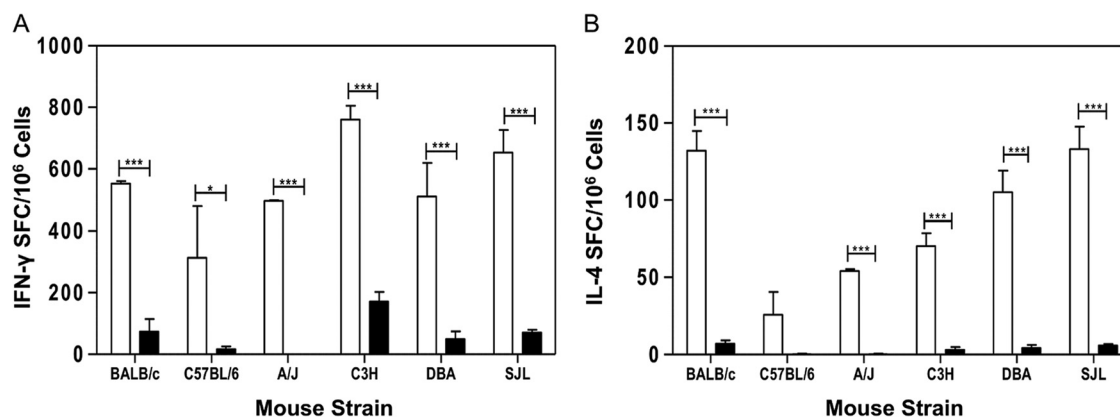 A
IFN-γ SFC/10⁶ Cells
1000
800
600
400
200
0
***
*
***
***
***
***
BALB/c C57BL/6 A/J C3H DBA SJL
Mouse Strain
B
IL-4 SFC/10⁶ Cells
200
150
100
50
0
***
***
***
***
***
BALB/c C57BL/6 A/J C3H DBA SJL
Mouse Strain